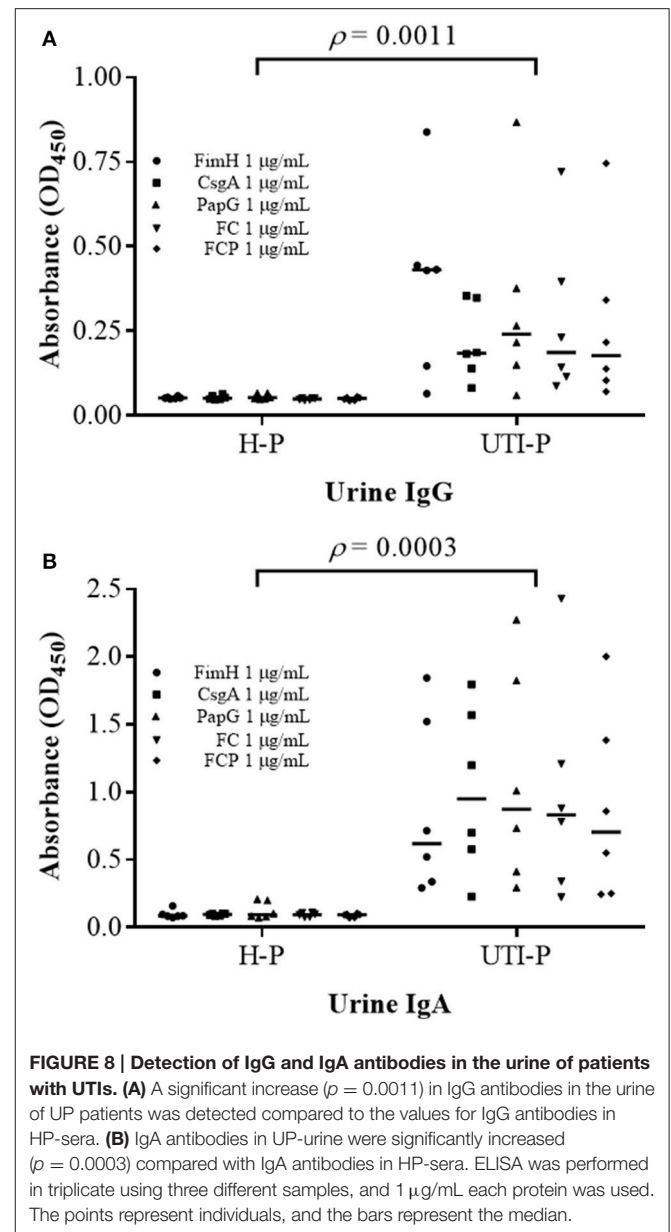 A
ρ = 0.0011
1.00
0.75
0.50
0.25
0.00
Absorbance (OD450)
FimH 1 µg/mL
CsgA 1 µg/mL
PapG 1 µg/mL
FC 1 µg/mL
FCP 1 µg/mL
H-P
UTI-P
Urine IgG
B
ρ = 0.0003
2.5
2.0
1.5
1.0
0.5
0.0
Absorbance (OD450)
FimH 1 µg/mL
CsgA 1 µg/mL
PapG 1 µg/mL
FC 1 µg/mL
FCP 1 µg/mL
H-P
UTI-P
Urine IgA
FIGURE 8 | Detection of IgG and IgA antibodies in the urine of patients
with UTIs. (A) A significant increase (p = 0.0011) in IgG antibodies in the urine
of UP patients was detected compared to the values for IgG antibodies in
HP-sera. (B) IgA antibodies in UP-urine were significantly increased
(p = 0.0003) compared with IgA antibodies in HP-sera. ELISA was performed
in triplicate using three different samples, and 1 µg/mL each protein was used.
The points represent individuals, and the bars represent the median.